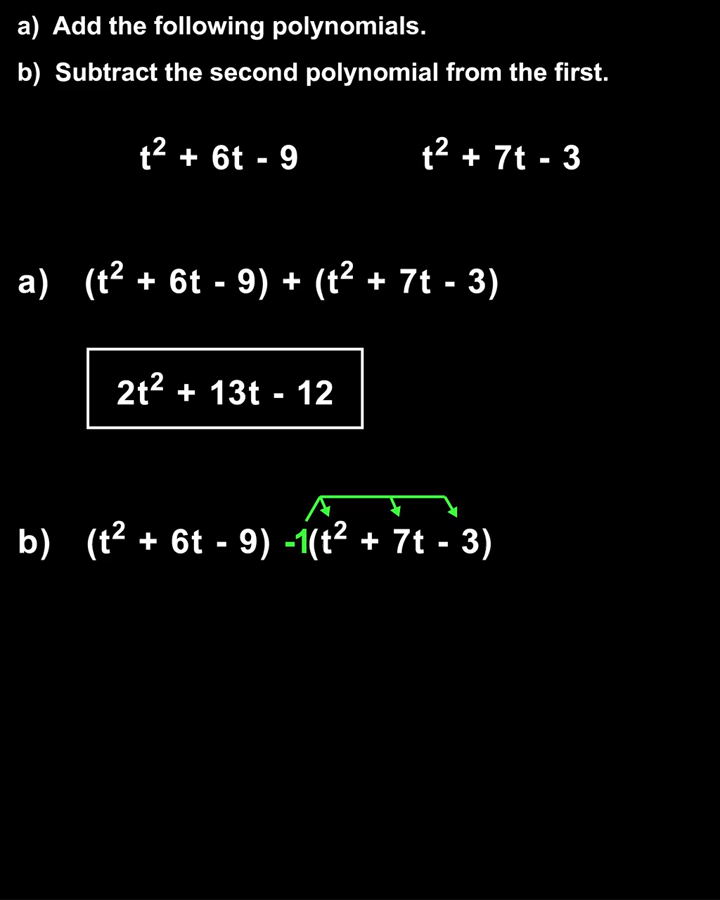 a) Add the following polynomials.
b) Subtract the second polynomial from the first.
t² + 6t - 9 t² + 7t - 3
a) (t² + 6t - 9) + (t² + 7t - 3)
2t² + 13t - 12
b) (t² + 6t - 9) -1(t² + 7t - 3)